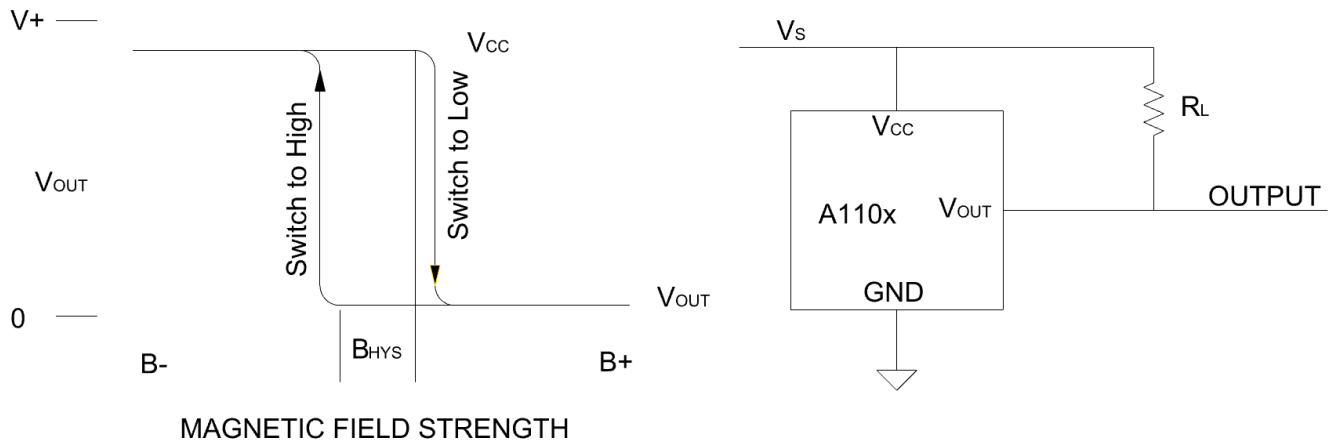 V+
VCC
Switch to High
Switch to Low
VOUT
VOUT
0
B-
BHYS
B+
MAGNETIC FIELD STRENGTH
VS
VCC
RL
A110x
VOUT
OUTPUT
GND